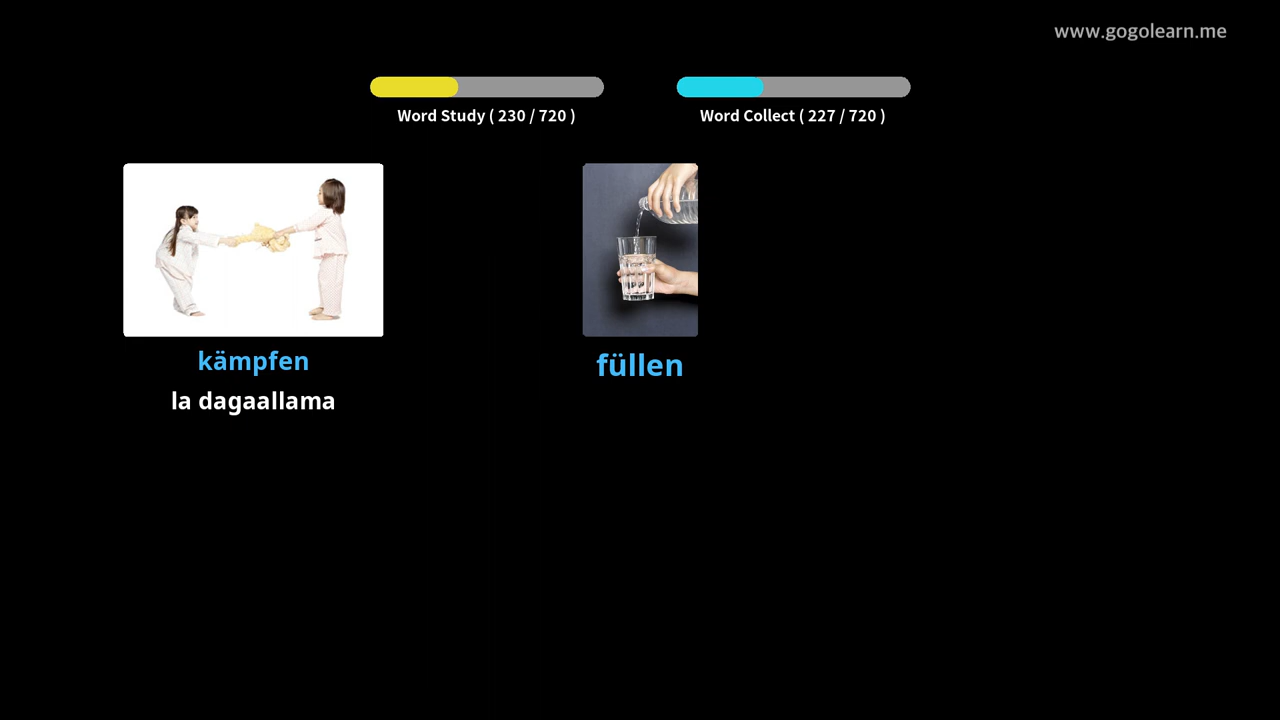 www.gogolearn.me
Word Study ( 230 / 720 )
Word Collect ( 227 / 720 )
kämpfen
la dagaallama
füllen